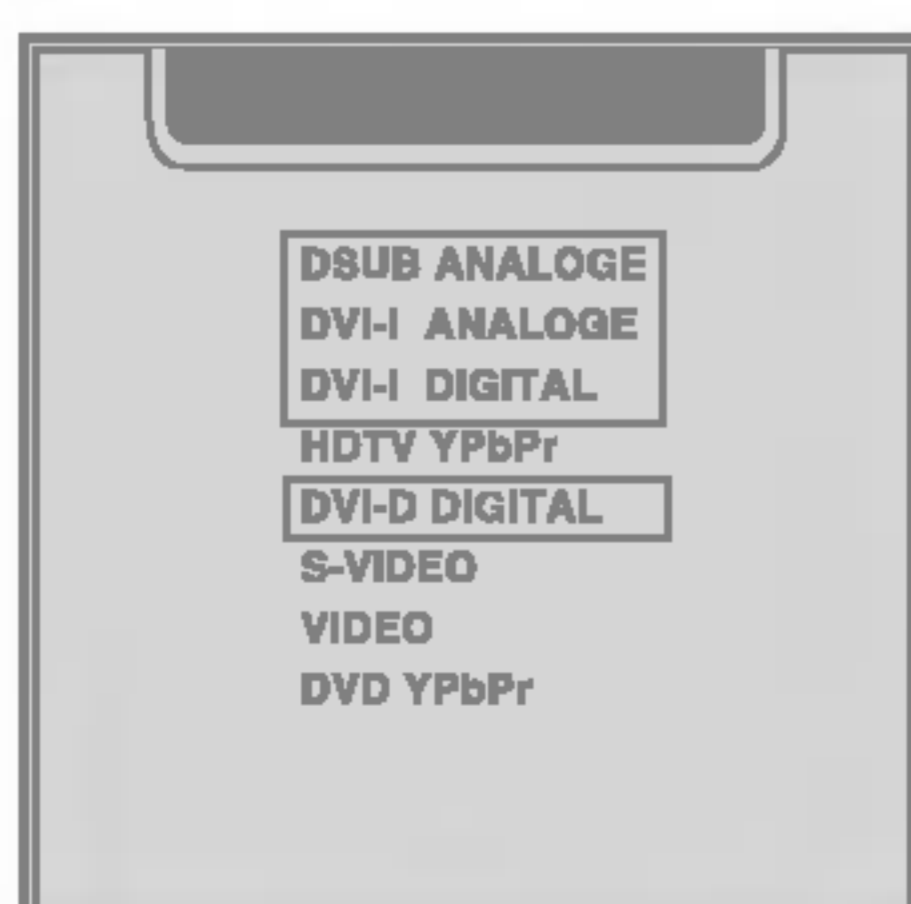 DSUB ANALOGE
DVI-I ANALOGE
DVI-I DIGITAL
HDTV YPbPr
DVI-D DIGITAL
S-VIDEO
VIDEO
DVD YPbPr